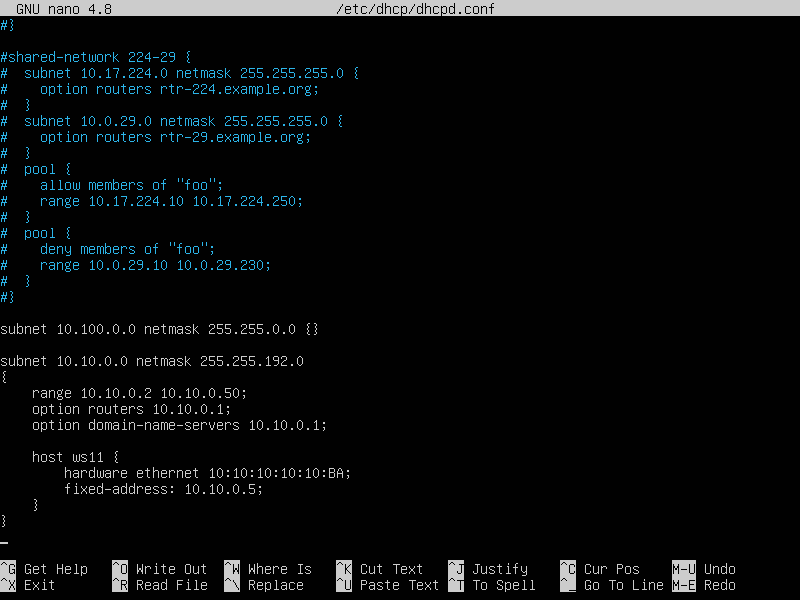 GNU nano 4.8 /etc/dhcp/dhcpd.conf
#}
#shared-network 224-29 {
#  subnet 10.17.224.0 netmask 255.255.255.0 {
#    option routers rtr-224.example.org;
#  }
#  subnet 10.0.29.0 netmask 255.255.255.0 {
#    option routers rtr-29.example.org;
#  }
#  pool {
#    allow members of "foo";
#    range 10.17.224.10 10.17.224.250;
#  }
#  pool {
#    deny members of "foo";
#    range 10.0.29.10 10.0.29.230;
#  }
#}
subnet 10.100.0.0 netmask 255.255.0.0 {}
subnet 10.10.0.0 netmask 255.255.192.0
{
    range 10.10.0.2 10.10.0.50;
    option routers 10.10.0.1;
    option domain-name-servers 10.10.0.1;
    host ws11 {
        hardware ethernet 10:10:10:10:10:BA;
        fixed-address: 10.10.0.5;
    }
}
^G Get Help ^O Write Out ^W Where Is ^K Cut Text ^J Justify ^C Cur Pos M-U Undo
^X Exit ^R Read File ^\ Replace ^U Paste Text ^T To Spell ^_ Go To Line M-E Redo